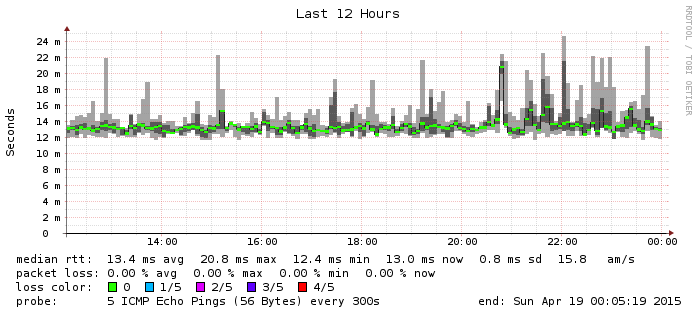 Last 12 Hours
RRDTOOL / TOBI OETIKER
Seconds
24 m
22 m
20 m
18 m
16 m
14 m
12 m
10 m
8 m
6 m
4 m
2 m
0
14:00 16:00 18:00 20:00 22:00 00:00
median rtt: 13.4 ms avg 20.8 ms max 12.4 ms min 13.0 ms now 0.8 ms sd 15.8 am/s
packet loss: 0.00 % avg 0.00 % max 0.00 % min 0.00 % now
loss color: 0 1/5 2/5 3/5 4/5
probe: 5 ICMP Echo Pings (56 Bytes) every 300s end: Sun Apr 19 00:05:19 2015